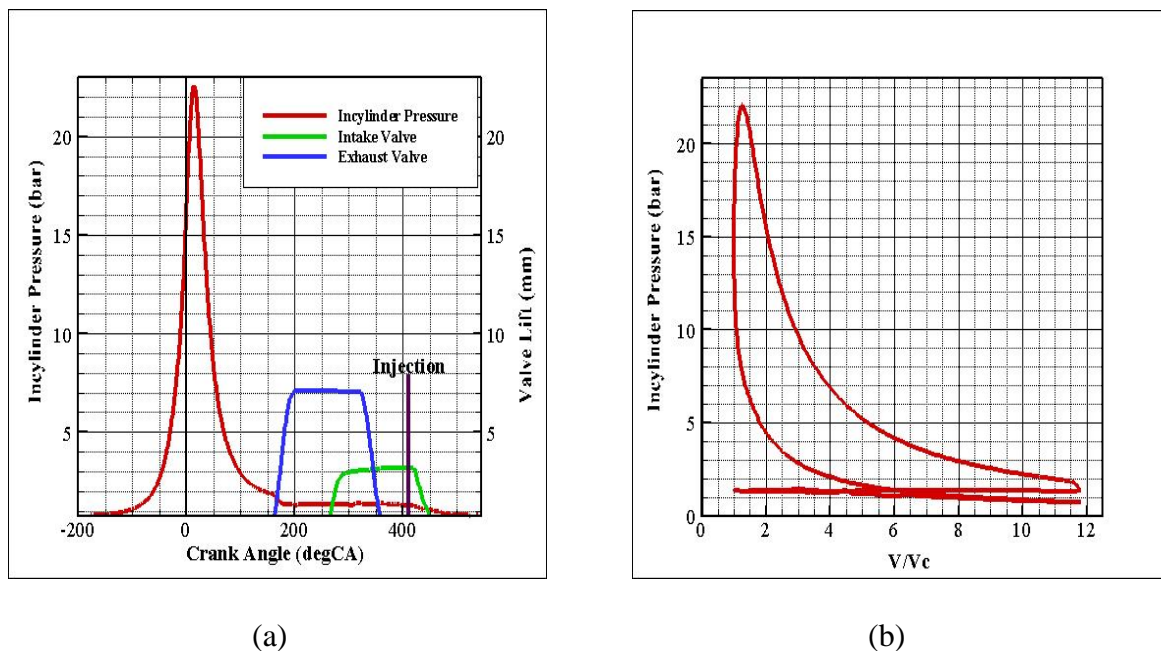 Incylinder Pressure (bar)
20
15
10
5
-200 0 200 400
Crank Angle (degCA)
Incylinder Pressure
Intake Valve
Exhaust Valve
Injection
20
15
10
5
Valve Lift (mm)
(a)
Incylinder Pressure (bar)
20
15
10
5
0
0 2 4 6 8 10 12
V/Vc
(b)